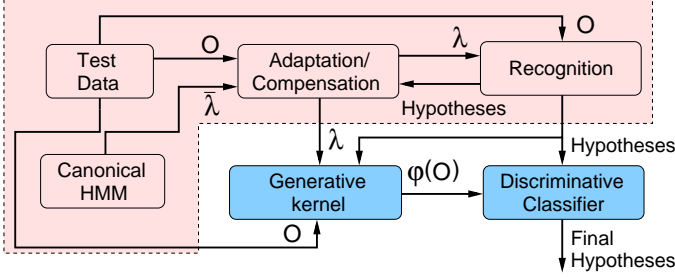 O
Test
Data
O
Adaptation/
Compensation
λ
Recognition
λ̄
Hypotheses
Canonical
HMM
λ
Hypotheses
Generative
kernel
φ(O)
Discriminative
Classifier
O
Final
Hypotheses